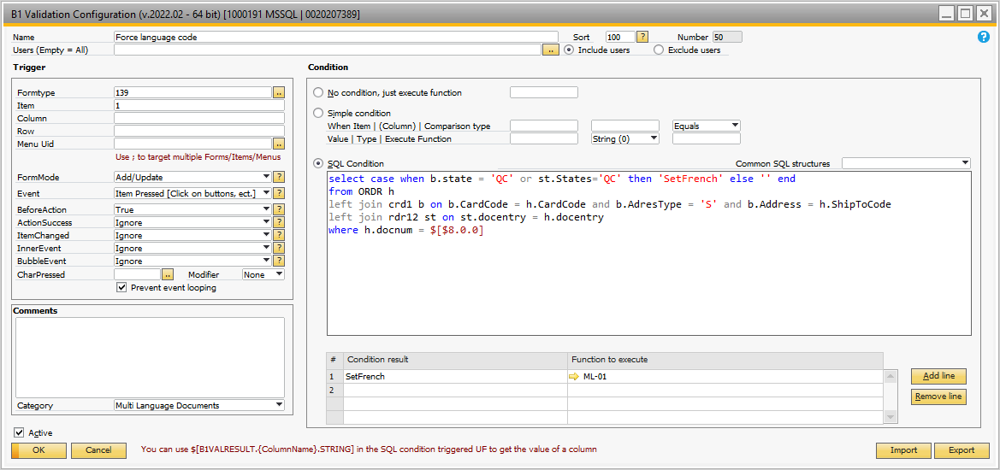 B1 Validation Configuration (v.2022.02 - 64 bit) [1000191 MSSQL | 0020207389]
Name Force language code Sort 100 ? Number 50 ?
Users (Empty = All) .. Include users Exclude users
Trigger
Formtype 139 ..
Item 1
Column
Row
Menu Uid ..
Use ; to target multiple Forms/Items/Menus
FormMode Add/Update ?
Event Item Pressed [Click on buttons, ect.] ?
BeforeAction True ?
ActionSuccess Ignore ?
ItemChanged Ignore ?
InnerEvent Ignore ?
BubbleEvent Ignore ?
CharPressed .. Modifier None
Prevent event looping
Comments
Category Multi Language Documents
Condition
No condition, just execute function
Simple condition
When Item | (Column) | Comparison type Equals
Value | Type | Execute Function String (0)
SQL Condition Common SQL structures
select case when b.state = 'QC' or st.States='QC' then 'SetFrench' else '' end
from ORDR h
left join crd1 b on b.CardCode = h.CardCode and b.AdresType = 'S' and b.Address = h.ShipToCode
left join rdr12 st on st.docentry = h.docentry
where h.docnum = $[$8.0.0]
# Condition result Function to execute
1 SetFrench ML-01
2
Add line
Remove line
Active
OK Cancel You can use $[B1VALRESULT.{ColumnName}.STRING] in the SQL condition triggered UF to get the value of a column Import Export